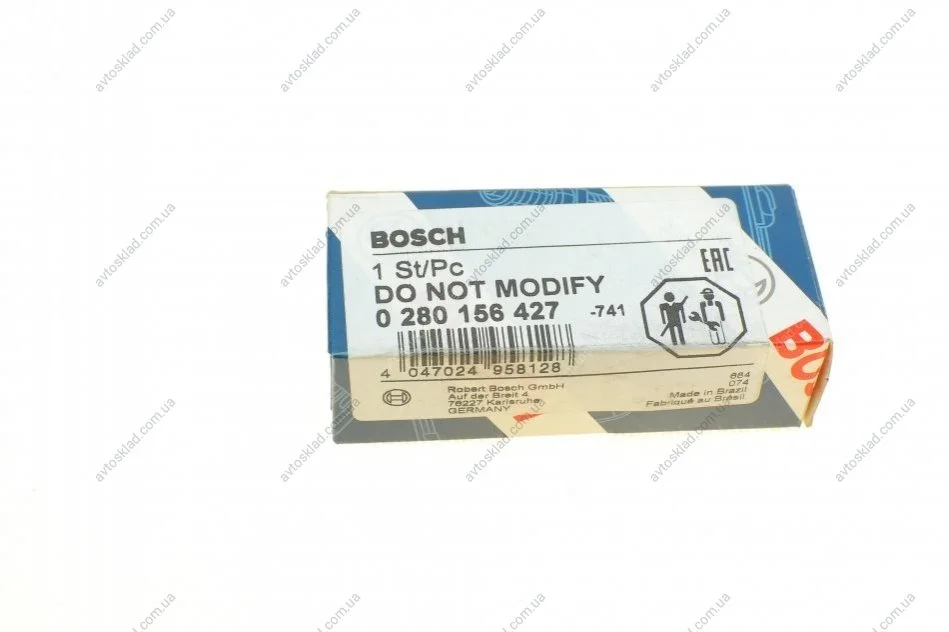 BOSCH
1 St/Pc
DO NOT MODIFY
0 280 156 427 -741
EAC
4 047024 958128
Robert Bosch GmbH
Auf der Breit 4
76227 Karlsruhe
GERMANY
664
074
Made in Brazil
Fabriqué au Brésil
avtosklad.com.ua